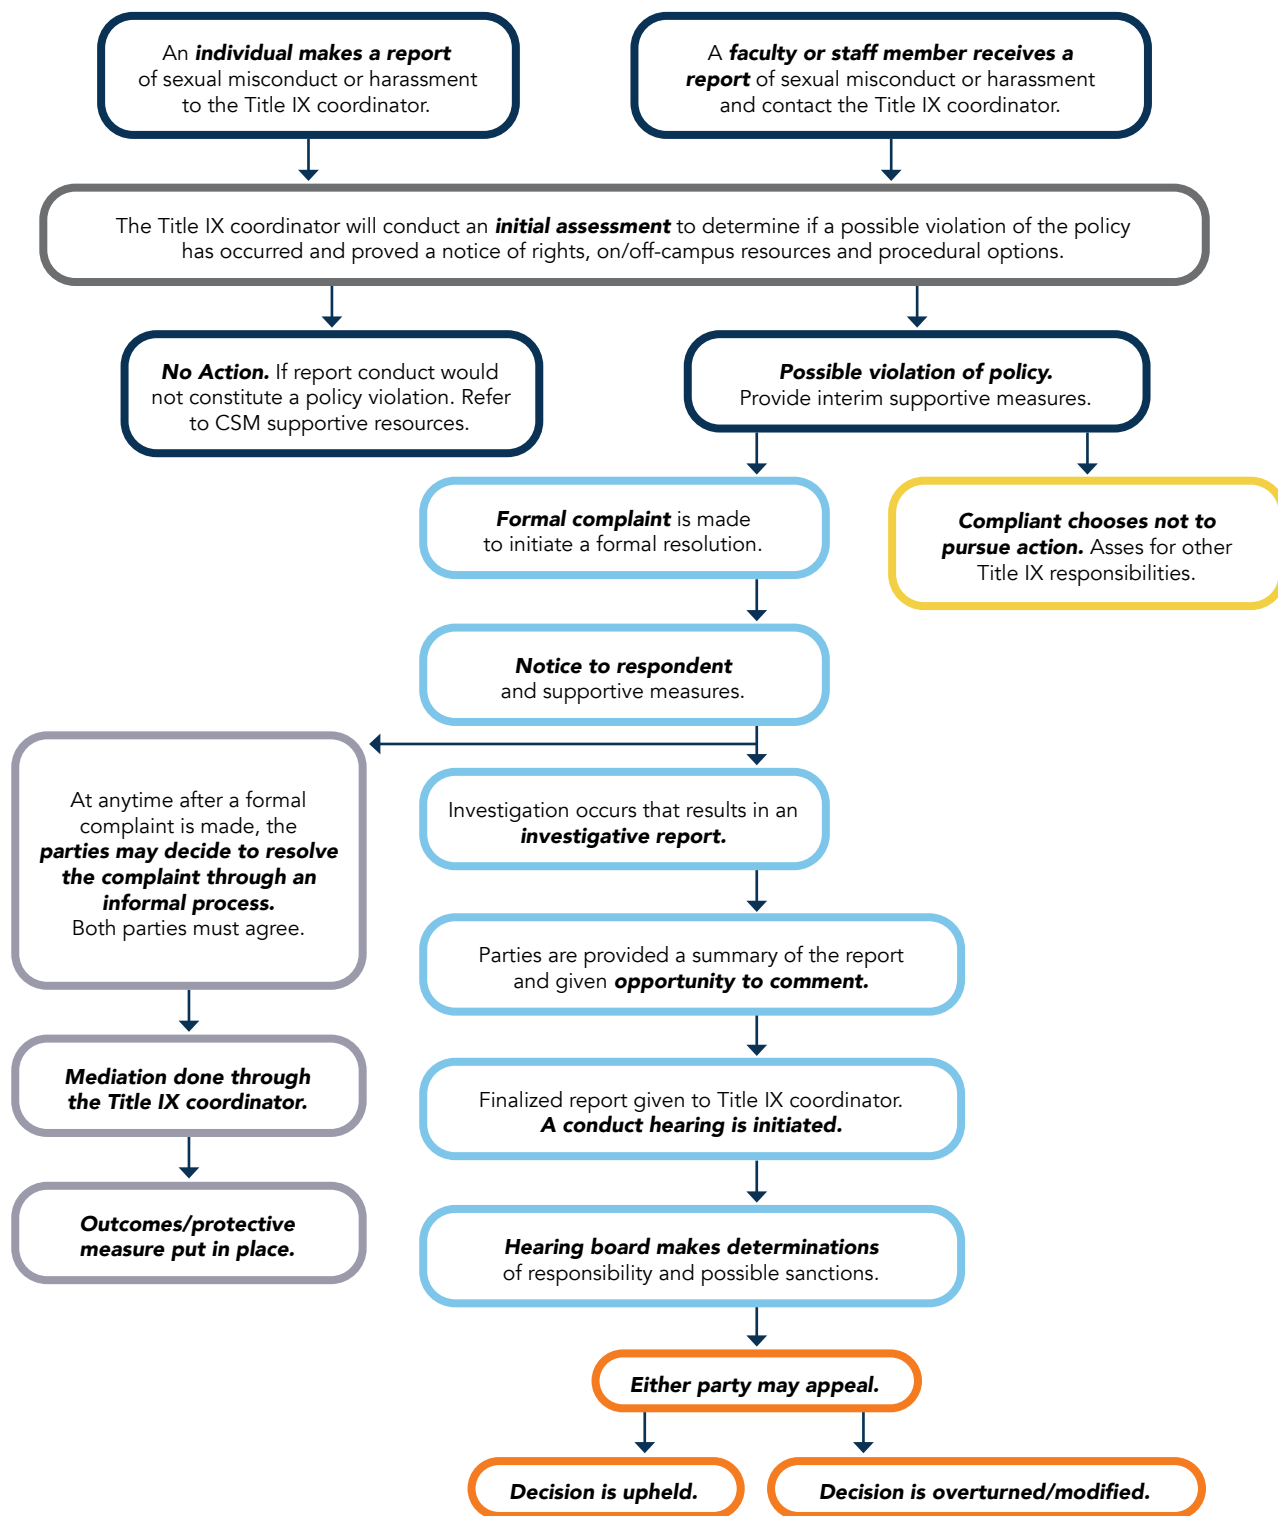 An individual makes a report
of sexual misconduct or harassment
to the Title IX coordinator.
A faculty or staff member receives a
report of sexual misconduct or harassment
and contact the Title IX coordinator.
The Title IX coordinator will conduct an initial assessment to determine if a possible violation of the policy
has occurred and proved a notice of rights, on/off-campus resources and procedural options.
No Action. If report conduct would
not constitute a policy violation. Refer
to CSM supportive resources.
Possible violation of policy.
Provide interim supportive measures.
Formal complaint is made
to initiate a formal resolution.
Compliant chooses not to
pursue action. Asses for other
Title IX responsibilities.
Notice to respondent
and supportive measures.
At anytime after a formal
complaint is made, the
parties may decide to resolve
the complaint through an
informal process.
Both parties must agree.
Investigation occurs that results in an
investigative report.
Parties are provided a summary of the report
and given opportunity to comment.
Mediation done through
the Title IX coordinator.
Finalized report given to Title IX coordinator.
A conduct hearing is initiated.
Outcomes/protective
measure put in place.
Hearing board makes determinations
of responsibility and possible sanctions.
Either party may appeal.
Decision is upheld.
Decision is overturned/modified.